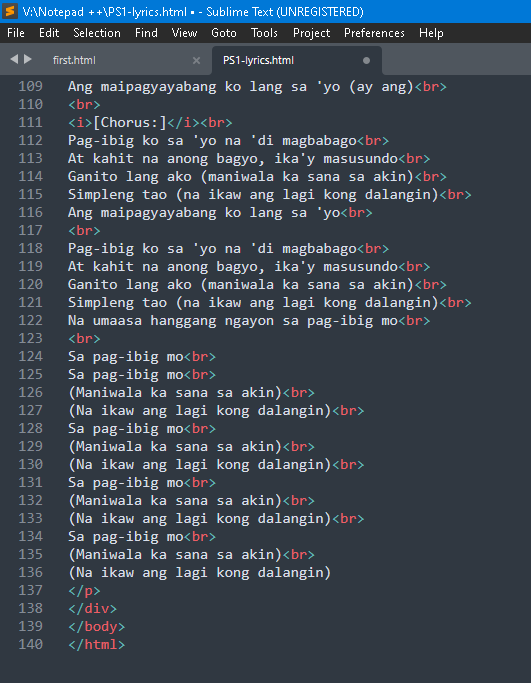 V:\Notepad ++\PS1-lyrics.html • - Sublime Text (UNREGISTERED)
File Edit Selection Find View Goto Tools Project Preferences Help
first.html × PS1-lyrics.html
109 Ang maipagyayabang ko lang sa 'yo (ay ang)<br>
110 <br>
111 <i>[Chorus:]</i><br>
112 Pag-ibig ko sa 'yo na 'di magbabago<br>
113 At kahit na anong bagyo, ika'y masusundo<br>
114 Ganito lang ako (maniwala ka sana sa akin)<br>
115 Simpleng tao (na ikaw ang lagi kong dalangin)<br>
116 Ang maipagyayabang ko lang sa 'yo<br>
117 <br>
118 Pag-ibig ko sa 'yo na 'di magbabago<br>
119 At kahit na anong bagyo, ika'y masusundo<br>
120 Ganito lang ako (maniwala ka sana sa akin)<br>
121 Simpleng tao (na ikaw ang lagi kong dalangin)<br>
122 Na umaasa hanggang ngayon sa pag-ibig mo<br>
123 <br>
124 Sa pag-ibig mo<br>
125 Sa pag-ibig mo<br>
126 (Maniwala ka sana sa akin)<br>
127 (Na ikaw ang lagi kong dalangin)<br>
128 Sa pag-ibig mo<br>
129 (Maniwala ka sana sa akin)<br>
130 (Na ikaw ang lagi kong dalangin)<br>
131 Sa pag-ibig mo<br>
132 (Maniwala ka sana sa akin)<br>
133 (Na ikaw ang lagi kong dalangin)<br>
134 Sa pag-ibig mo<br>
135 (Maniwala ka sana sa akin)<br>
136 (Na ikaw ang lagi kong dalangin)
137 </p>
138 </div>
139 </body>
140 </html>